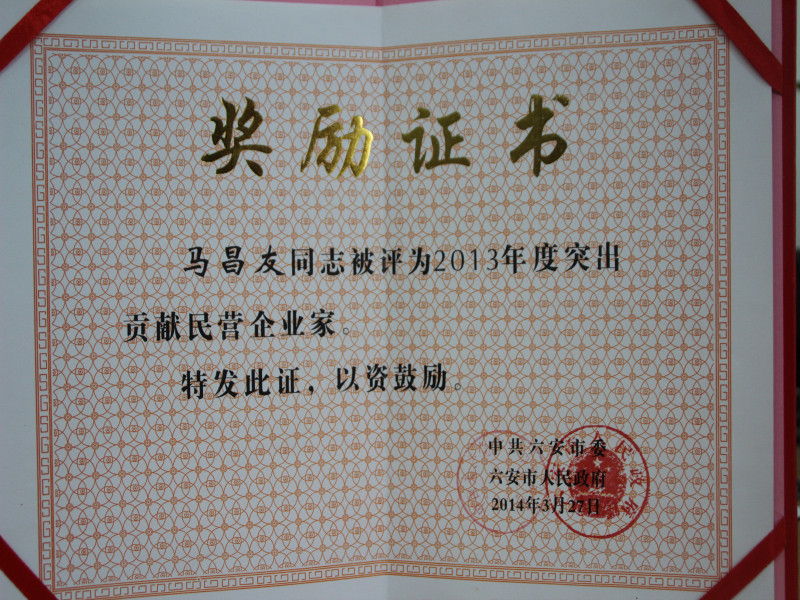 奖励证书
马昌友同志被评为2013年度突出
贡献民营企业家。
特发此证，以资鼓励。
中共六安市委
六安市人民政府
2014年3月27日